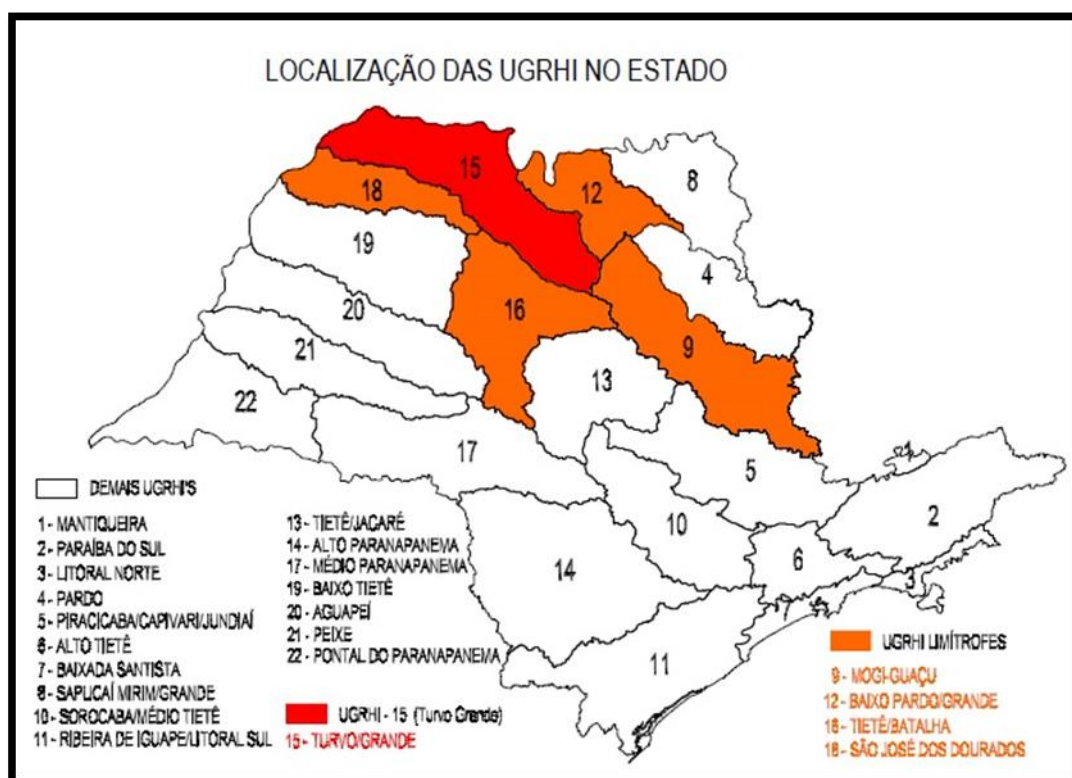 LOCALIZAÇÃO DAS UGRHI NO ESTADO
15
8
12
18
19
4
16
20
9
21
13
22
17
5
1
2
10
6
14
3
11
DEMAIS UGRHI'S
1 - MANTIQUEIRA
2 - PARAÍBA DO SUL
3 - LITORAL NORTE
4 - PARDO
5 - PIRACICABA/CAPIVARI/JUNDIAÍ
6 - ALTO TIETÊ
7 - BAIXADA SANTISTA
8 - SAPUCAÍ MIRIM/GRANDE
10 - SOROCABA/MÉDIO TIETÊ
11 - RIBEIRA DE IGUAPE/LITORAL SUL
13 - TIETÊ/JACARÉ
14 - ALTO PARANAPANEMA
17 - MÉDIO PARANAPANEMA
19 - BAIXO TIETÊ
20 - AGUAPEÍ
21 - PEIXE
22 - PONTAL DO PARANAPANEMA
UGRHI - 15 (Turvo Grande)
15 - TURVO/GRANDE
UGRHI LIMÍTROFES
9 - MOGI-GUAÇU
12 - BAIXO PARDO/GRANDE
16 - TIETÊ/BATALHA
18 - SÃO JOSÉ DOS DOURADOS